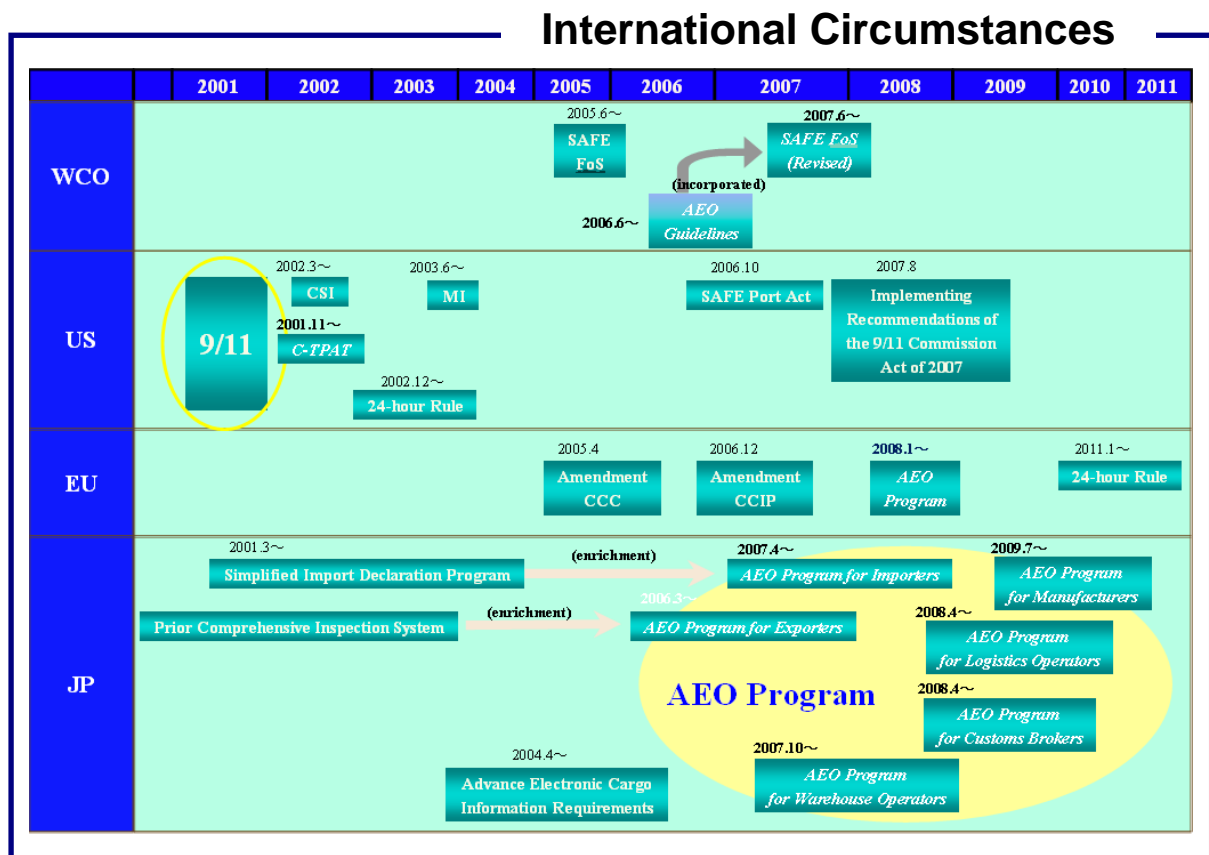 International Circumstances
2001 2002 2003 2004 2005 2006 2007 2008 2009 2010 2011
WCO
2005.6～
SAFE
FoS
2007.6～
SAFE FoS
(Revised)
(incorporated)
2006.6～
AEO
Guidelines
US
9/11
2002.3～
CSI
2001.11～
C-TPAT
2002.12～
24-hour Rule
2003.6～
MI
2006.10
SAFE Port Act
2007.8
Implementing
Recommendations of
the 9/11 Commission
Act of 2007
EU
2005.4
Amendment
CCC
2006.12
Amendment
CCIP
2008.1～
AEO
Program
2011.1～
24-hour Rule
JP
2001.3～
Simplified Import Declaration Program
(enrichment)
2007.4～
AEO Program for Importers
2009.7～
AEO Program
for Manufacturers
Prior Comprehensive Inspection System
(enrichment)
2006.3～
AEO Program for Exporters
2008.4～
AEO Program
for Logistics Operators
AEO Program
2008.4～
AEO Program
for Customs Brokers
2004.4～
Advance Electronic Cargo
Information Requirements
2007.10～
AEO Program
for Warehouse Operators